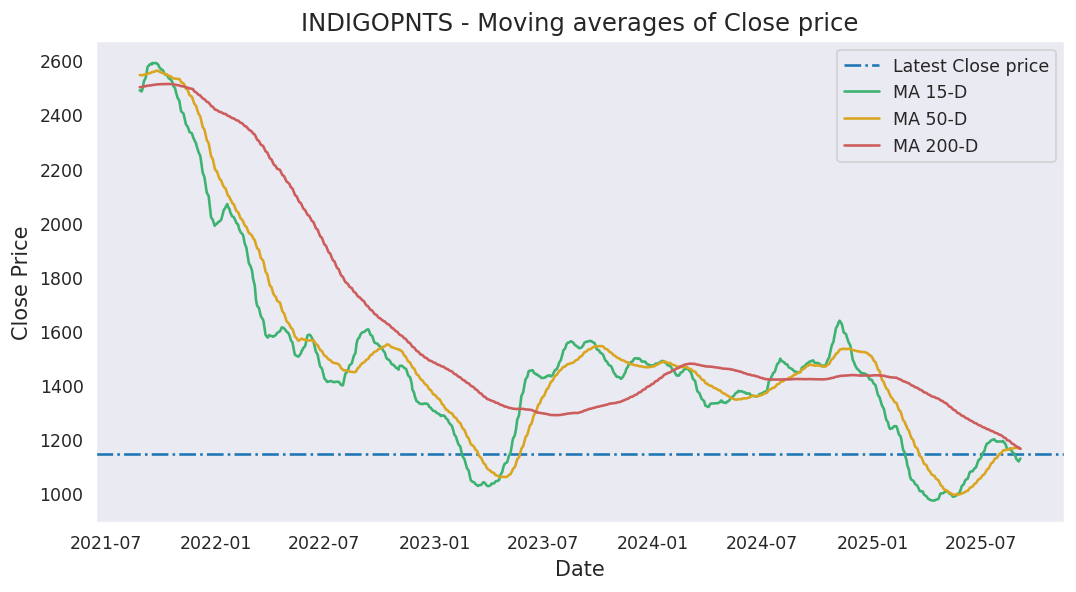 INDIGOPNTS - Moving averages of Close price
Latest Close price
MA 15-D
MA 50-D
MA 200-D
Close Price
2600
2400
2200
2000
1800
1600
1400
1200
1000
2021-07 2022-01 2022-07 2023-01 2023-07 2024-01 2024-07 2025-01 2025-07
Date